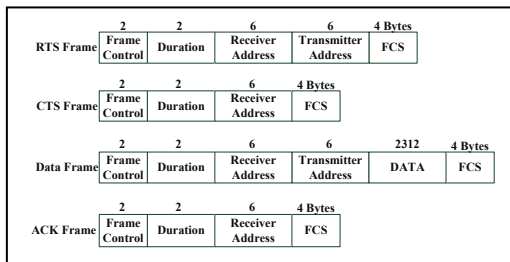 2 2 6 6 4 Bytes
RTS Frame Frame Control Duration Receiver Address Transmitter Address FCS
2 2 6 4 Bytes
CTS Frame Frame Control Duration Receiver Address FCS
2 2 6 6 2312 4 Bytes
Data Frame Frame Control Duration Receiver Address Transmitter Address DATA FCS
2 2 6 4 Bytes
ACK Frame Frame Control Duration Receiver Address FCS